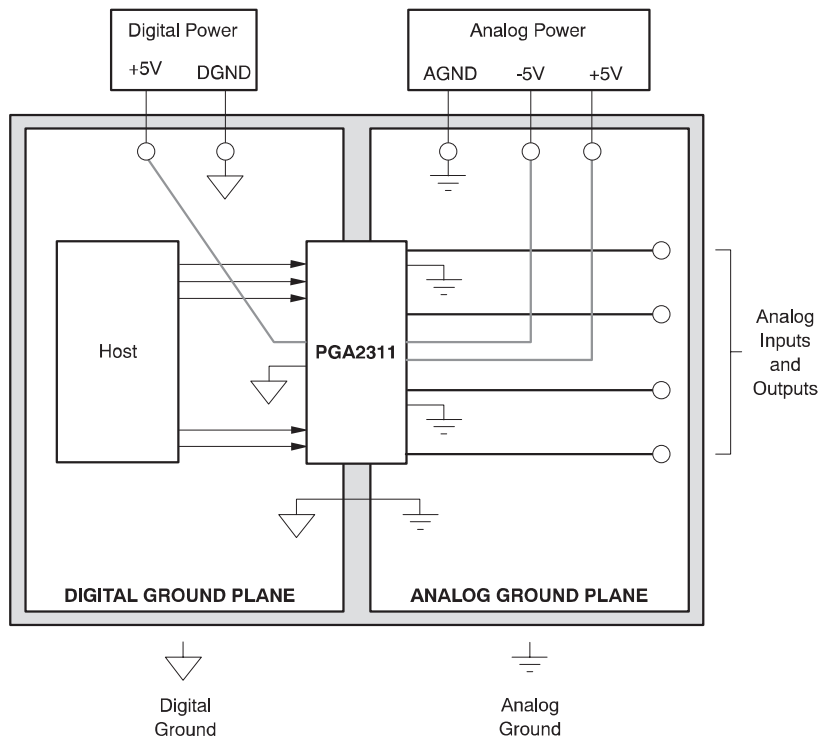 Digital Power
+5V
DGND
Analog Power
AGND
-5V
+5V
Host
PGA2311
Analog
Inputs
and
Outputs
DIGITAL GROUND PLANE
ANALOG GROUND PLANE
Digital
Ground
Analog
Ground